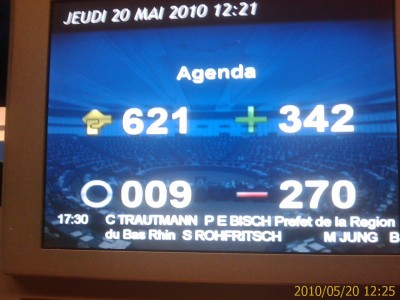 JEUDI 20 MAI 2010 12:21
Agenda
621 + 342
009 - 270
17:30 C TRAUTMANN P E BISCH Prefet de la Region
du Bas Rhin S ROHFRITSCH M JUNG B
2010/05/20 12:25